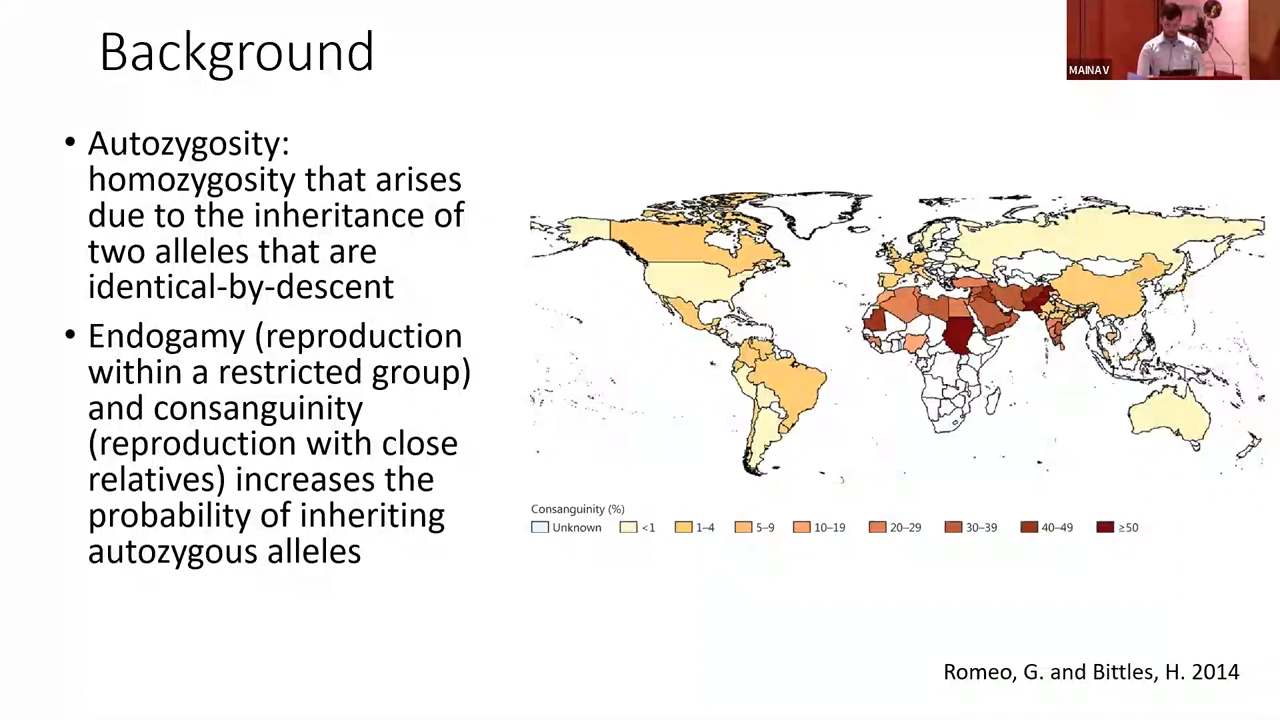 Background
MAINAV
• Autozygosity:
homozygosity that arises
due to the inheritance of
two alleles that are
identical-by-descent
• Endogamy (reproduction
within a restricted group)
and consanguinity
(reproduction with close
relatives) increases the
probability of inheriting
autozygous alleles
Consanguinity (%)
Unknown <1 1–4 5–9 10–19 20–29 30–39 40–49 ≥50
Romeo, G. and Bittles, H. 2014